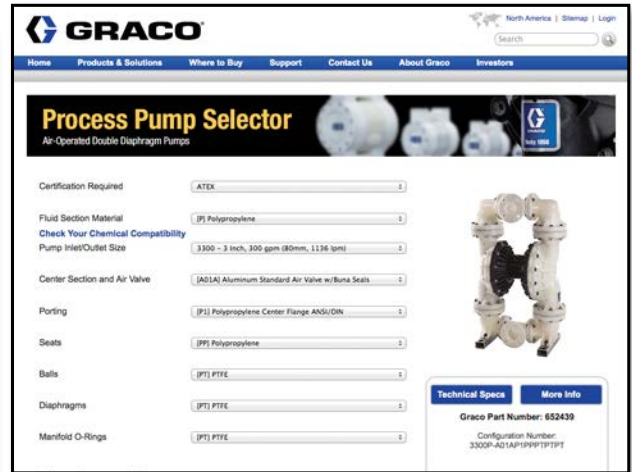 GRACO
North America | Sitemap | Login
Search
Home Products & Solutions Where to Buy Support Contact Us About Graco Investors
Process Pump Selector
Air-Operated Double Diaphragm Pumps
Certification Required ATEX
Fluid Section Material [P] Polypropylene
Check Your Chemical Compatibility
Pump Inlet/Outlet Size 3300 – 3 inch, 300 gpm (80mm, 1136 lpm)
Center Section and Air Valve [A01A] Aluminum Standard Air Valve w/Buna Seals
Porting [P1] Polypropylene Center Flange ANSI/DIN
Seats [PP] Polypropylene
Balls [PT] PTFE
Diaphragms [PT] PTFE
Manifold O-Rings [PT] PTFE
Technical Specs More Info
Graco Part Number: 652439
Configuration Number:
3300P-A01AP1PPPTPTPT